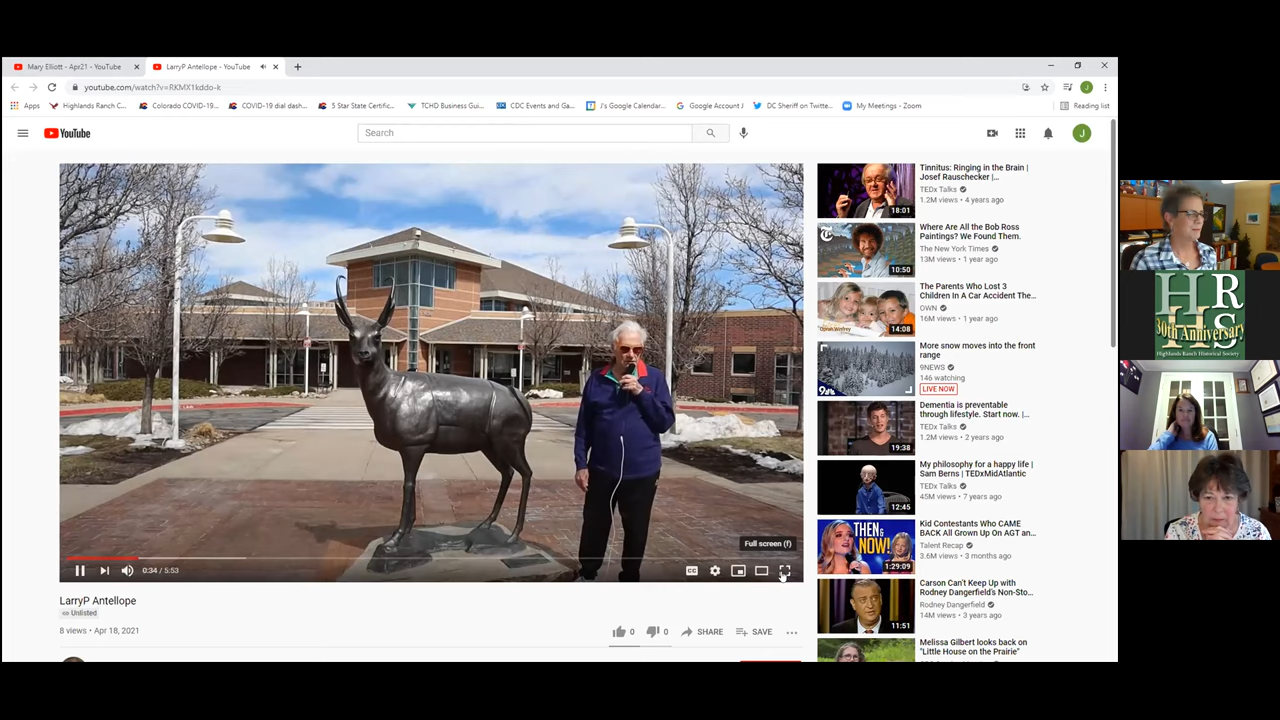 Mary Elliott - Apr21 - YouTube
LarryP Antellope - YouTube
youtube.com/watch?v=RKMX1kddo-k
Apps
Highlands Ranch C...
Colorado COVID-19...
COVID-19 dial dash...
5 Star State Certific...
TCHD Business Gui...
CDC Events and Ga...
J's Google Calendar...
Google Account J
DC Sheriff on Twitte...
My Meetings - Zoom
Reading list
YouTube
Search
J
Full screen (f)
0:34 / 5:53
CC
LarryP Antellope
Unlisted
8 views • Apr 18, 2021
0
0
SHARE
SAVE
Tinnitus: Ringing in the Brain |
Josef Rauschecker |...
TEDx Talks
1.2M views • 4 years ago
18:01
Where Are All the Bob Ross
Paintings? We Found Them.
The New York Times
13M views • 1 year ago
10:50
The Parents Who Lost 3
Children In A Car Accident The...
OWN
16M views • 1 year ago
14:08
More snow moves into the front
range
9NEWS
146 watching
LIVE NOW
Dementia is preventable
through lifestyle. Start now. |...
TEDx Talks
1.2M views • 2 years ago
19:38
My philosophy for a happy life |
Sam Berns | TEDxMidAtlantic
TEDx Talks
45M views • 7 years ago
12:45
THEN &
NOW!
Kid Contestants Who CAME
BACK All Grown Up On AGT an...
Talent Recap
3.6M views • 3 months ago
1:29:09
Carson Can't Keep Up with
Rodney Dangerfield's Non-Sto...
Rodney Dangerfield
14M views • 3 years ago
11:51
Melissa Gilbert looks back on
"Little House on the Prairie"
H R
30th Anniversary
H S
Highlands Ranch Historical Society